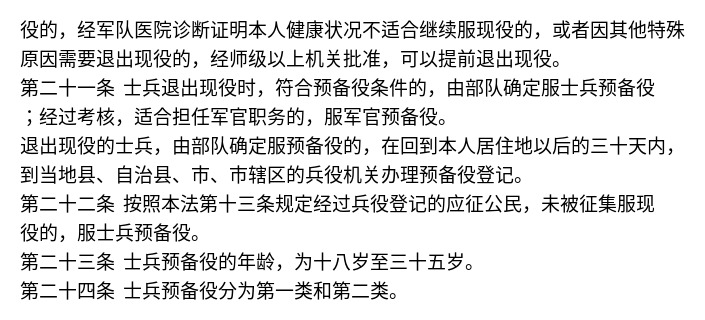 役的，经军队医院诊断证明本人健康状况不适合继续服现役的，或者因其他特殊
原因需要退出现役的，经师级以上机关批准，可以提前退出现役。
第二十一条 士兵退出现役时，符合预备役条件的，由部队确定服士兵预备役
；经过考核，适合担任军官职务的，服军官预备役。
退出现役的士兵，由部队确定服预备役的，在回到本人居住地以后的三十天内，
到当地县、自治县、市、市辖区的兵役机关办理预备役登记。
第二十二条 按照本法第十三条规定经过兵役登记的应征公民，未被征集服现
役的，服士兵预备役。
第二十三条 士兵预备役的年龄，为十八岁至三十五岁。
第二十四条 士兵预备役分为第一类和第二类。